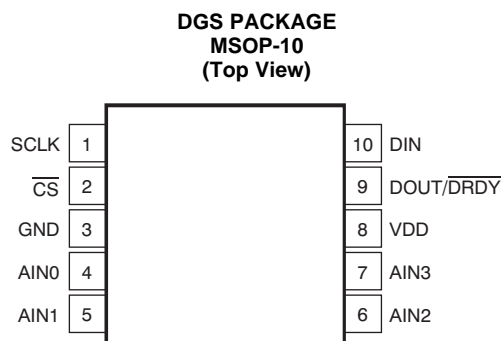 DGS PACKAGE
MSOP-10
(Top View)
SCLK 1
CS 2
GND 3
AIN0 4
AIN1 5
10 DIN
9 DOUT/DRDY
8 VDD
7 AIN3
6 AIN2